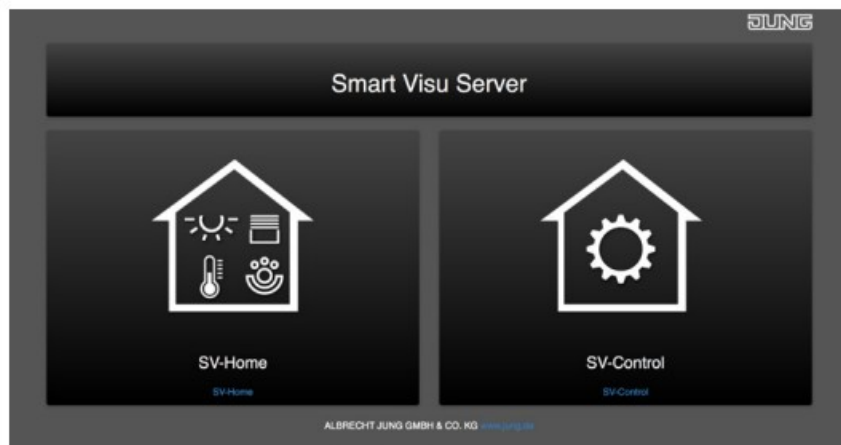 JUNG
Smart Visu Server
SV-Home
SV-Home
SV-Control
SV-Control
ALBRECHT JUNG GMBH & CO. KG www.jung.de